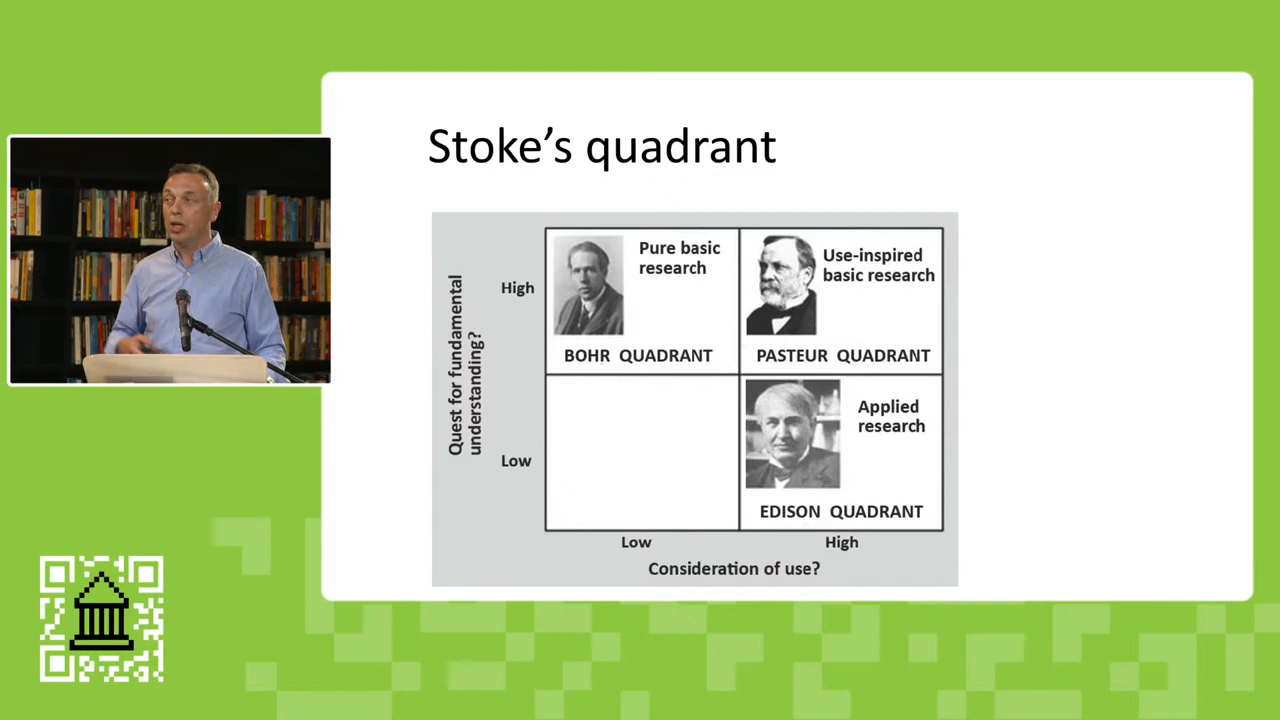 Stoke’s quadrant
Quest for fundamental
understanding?
High
Low
Pure basic
research
BOHR QUADRANT
Use-inspired
basic research
PASTEUR QUADRANT
Applied
research
EDISON QUADRANT
Low
High
Consideration of use?